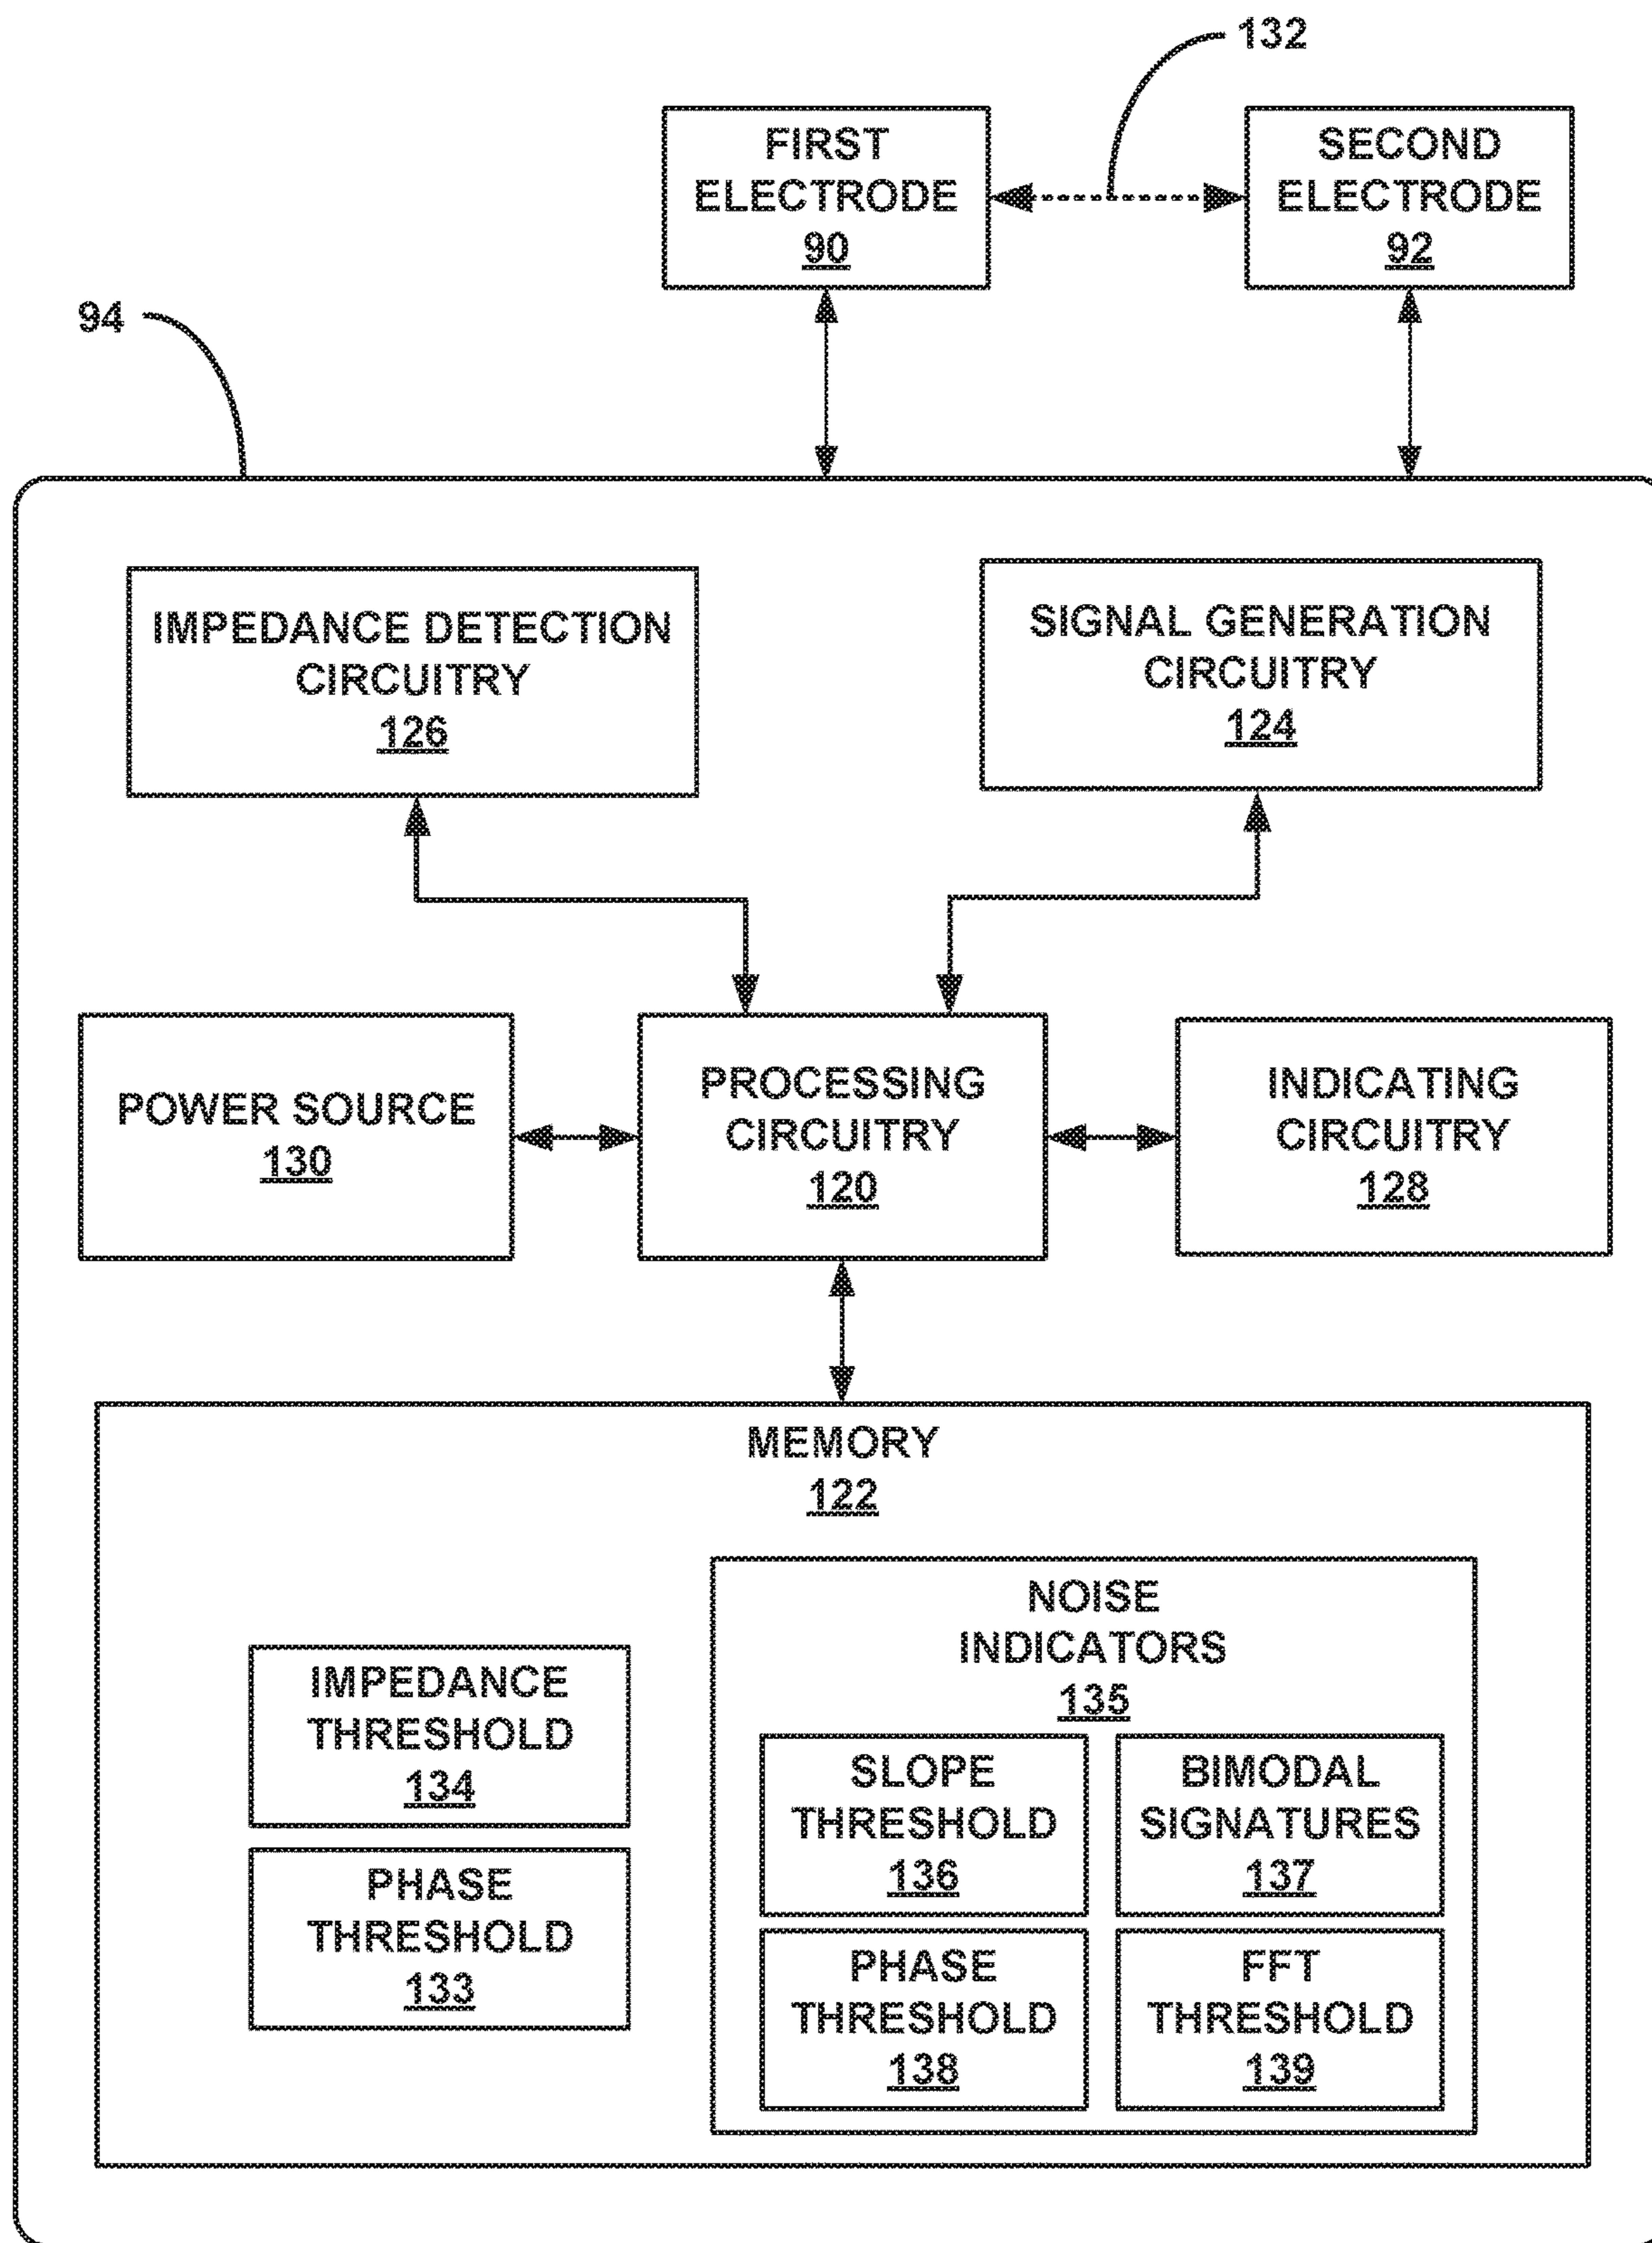 132
FIRST
ELECTRODE
90
SECOND
ELECTRODE
92
94
IMPEDANCE DETECTION
CIRCUITRY
126
SIGNAL GENERATION
CIRCUITRY
124
POWER SOURCE
130
PROCESSING
CIRCUITRY
120
INDICATING
CIRCUITRY
128
MEMORY
122
IMPEDANCE
THRESHOLD
134
PHASE
THRESHOLD
133
NOISE
INDICATORS
135
SLOPE
THRESHOLD
136
BIMODAL
SIGNATURES
137
PHASE
THRESHOLD
138
FFT
THRESHOLD
139